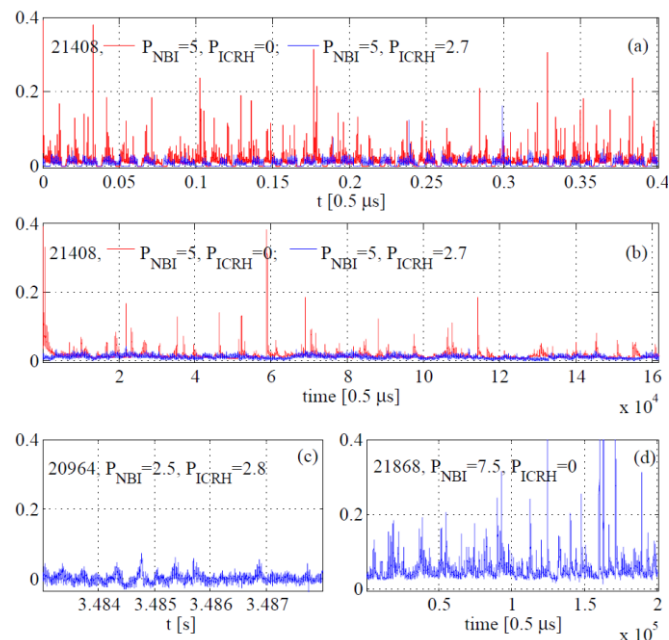 0.4
21408, P_NBI=5, P_ICRH=0; P_NBI=5, P_ICRH=2.7 (a)
0.2
0
0 0.05 0.1 0.15 0.2 0.25 0.3 0.35 0.4
t [0.5 μs]
0.4
21408, P_NBI=5, P_ICRH=0; P_NBI=5, P_ICRH=2.7 (b)
0.2
0
2 4 6 8 10 12 14 16
time [0.5 μs]
x 10^4
0.4
20964, P_NBI=2.5, P_ICRH=2.8 (c)
0.2
0
3.484 3.485 3.486 3.487
t [s]
0.4
21868, P_NBI=7.5, P_ICRH=0 (d)
0.2
0
0.5 1 1.5 2
time [0.5 μs]
x 10^5